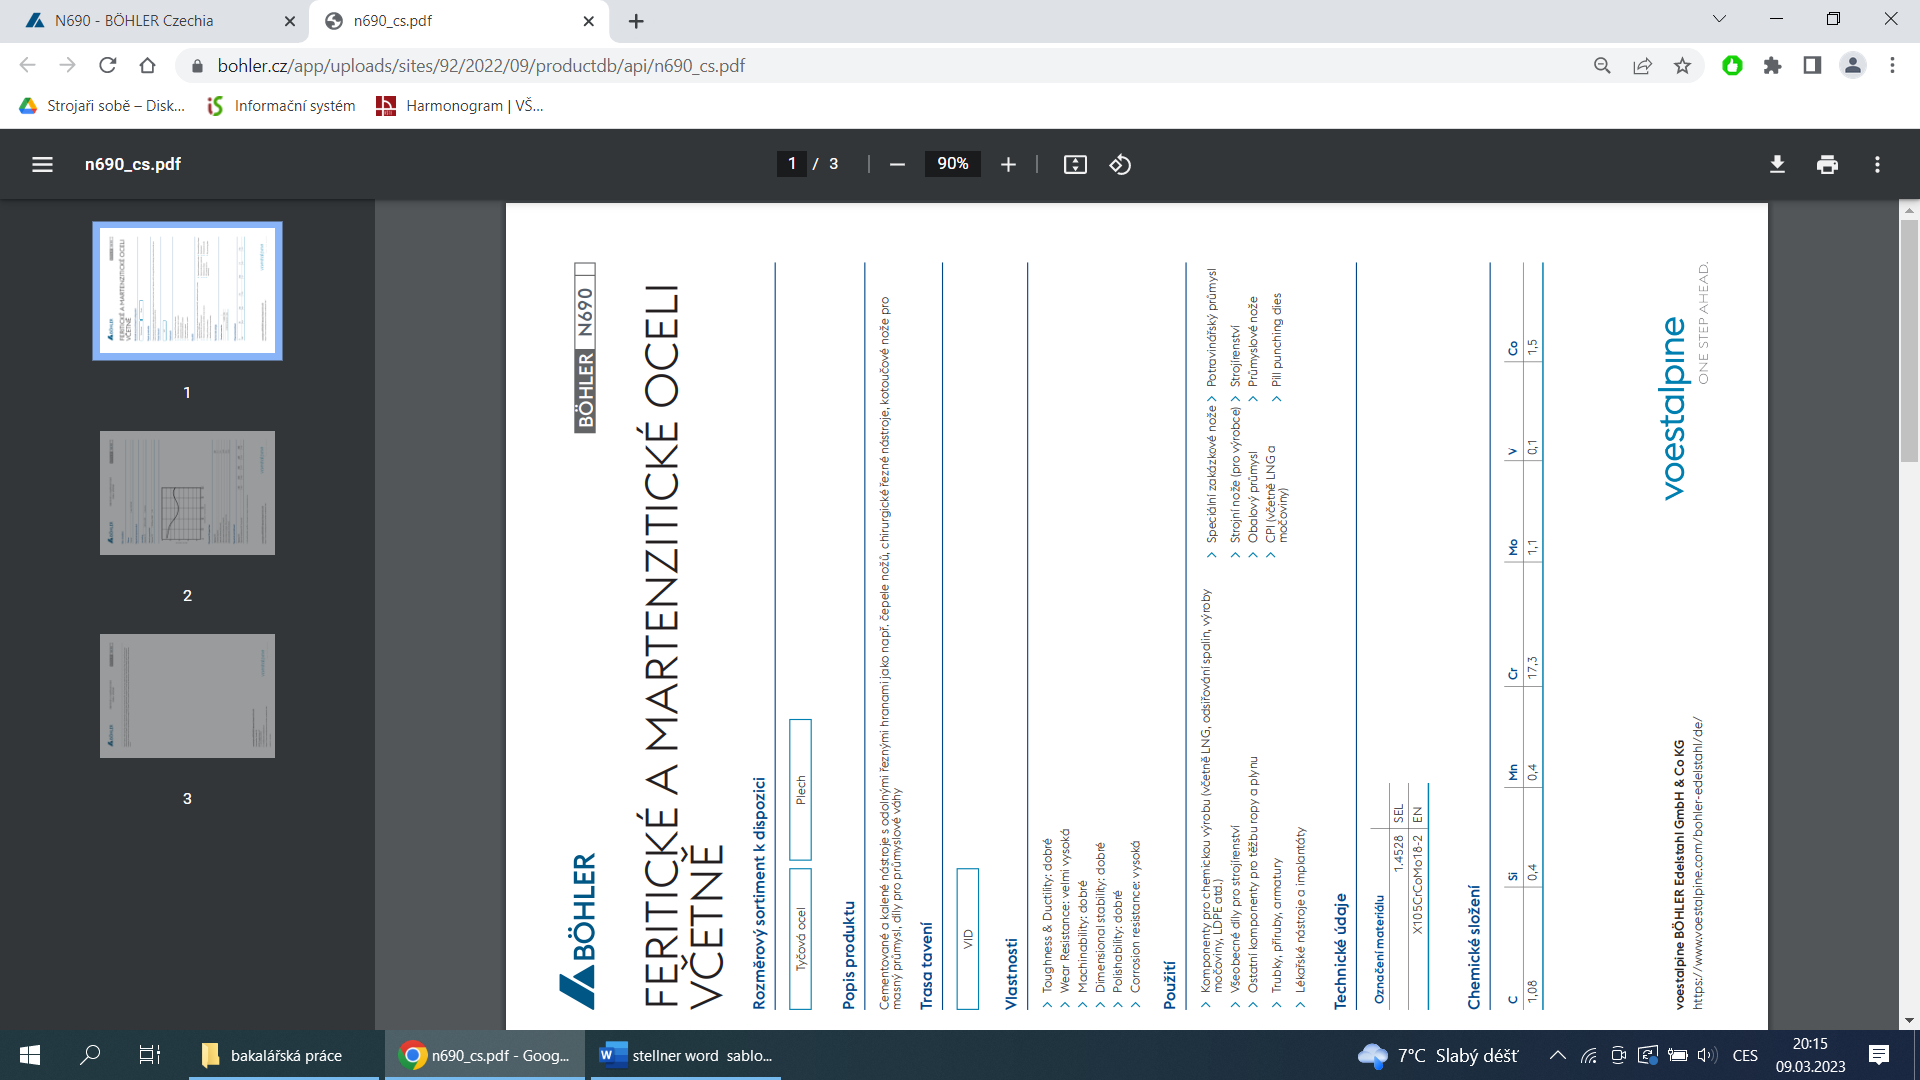 N690 - BÖHLER Czechia
n690_cs.pdf
bohler.cz/app/uploads/sites/92/2022/09/productdb/api/n690_cs.pdf
Strojaři sobě – Disk...
Informační systém
Harmonogram | VŠ...
n690_cs.pdf
1 / 3
90%
1
2
3
BÖHLER
BÖHLER N690
FERITICKÉ A MARTENZITICKÉ OCELI
VČETNĚ
Rozměrový sortiment k dispozici
Tyčová ocel
Plech
Popis produktu
Cementované a kalené nástroje s odolnými řeznými hranami jako např. čepele nožů, chirurgické řezné nástroje, kotoučové nože pro
masný průmysl, díly pro průmyslové váhy
Trasa tavení
VID
Vlastnosti
> Toughness & Ductility: dobré
> Wear Resistance: velmi vysoká
> Machinability: dobré
> Dimensional stability: dobré
> Polishability: dobré
> Corrosion resistance: vysoká
Použití
> Komponenty pro chemickou výrobu (včetně LNG, odsiřování spalin, výroby
močoviny, LDPE atd.)
> Všeobecné díly pro strojírenství
> Ostatní komponenty pro těžbu ropy a plynu
> Trubky, příruby, armatury
> Lékařské nástroje a implantáty
> Speciální zakázkové nože
> Strojní nože (pro výrobce)
> Obalový průmysl
> CPI (včetně LNG a
močoviny)
> Potravinářský průmysl
> Strojírenství
> Průmyslové nože
> Pill punching dies
Technické údaje
Označení materiálu
1.4528 SEL
X105CrCoMo18-2 EN
Chemické složení
C Si Mn Cr Mo V Co
1,08 0,4 0,4 17,3 1,1 0,1 1,5
voestalpine BÖHLER Edelstahl GmbH & Co KG
https://www.voestalpine.com/bohler-edelstahl/de/
voestalpine
ONE STEP AHEAD.
bakalářská práce
n690_cs.pdf - Goog...
stellner word sablo...
7°C Slabý déšť
CES
20:15
09.03.2023